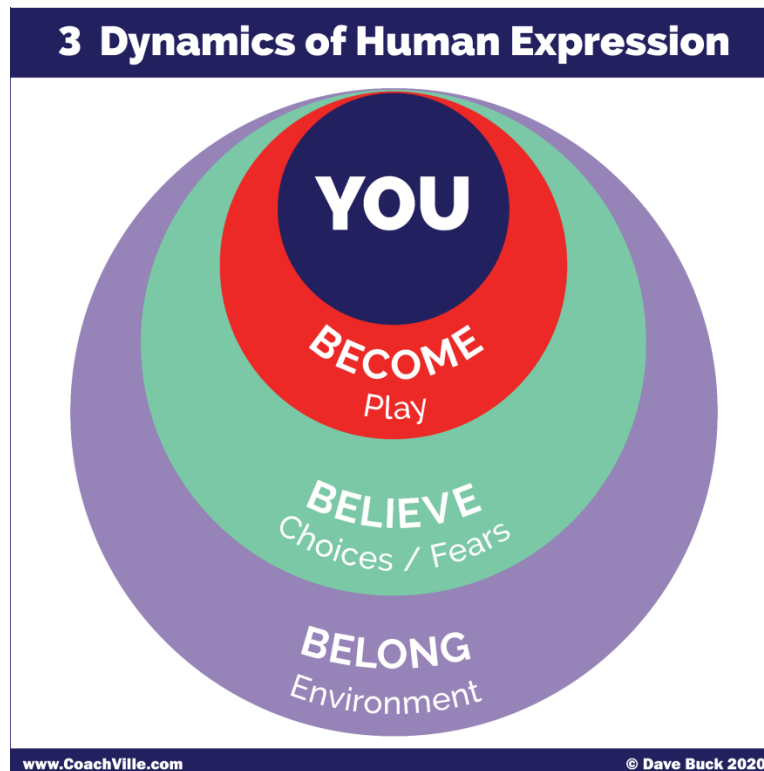 3 Dynamics of Human Expression
YOU
BECOME
Play
BELIEVE
Choices / Fears
BELONG
Environment
www.CoachVille.com
© Dave Buck 2020